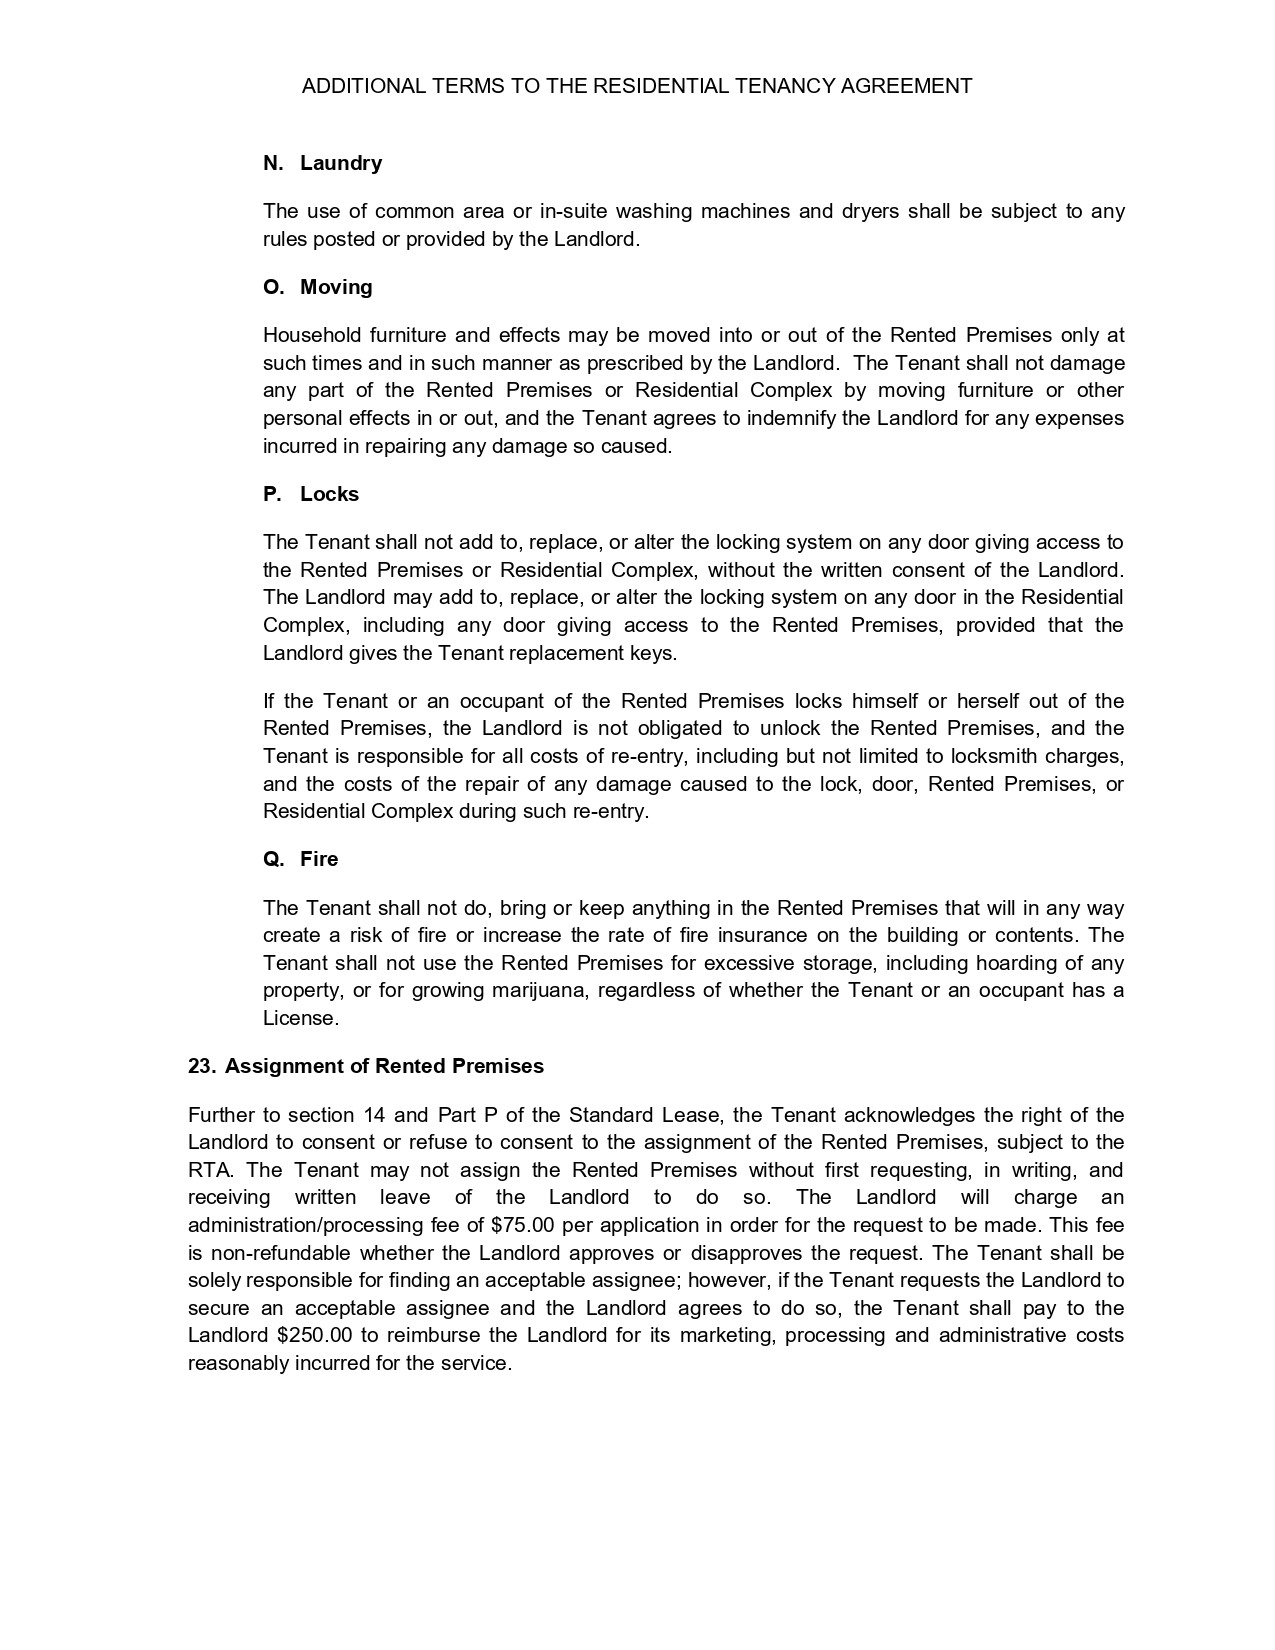 ADDITIONAL TERMS TO THE RESIDENTIAL TENANCY AGREEMENT
N. Laundry
The use of common area or in-suite washing machines and dryers shall be subject to any
rules posted or provided by the Landlord.
O. Moving
Household furniture and effects may be moved into or out of the Rented Premises only at
such times and in such manner as prescribed by the Landlord. The Tenant shall not damage
any part of the Rented Premises or Residential Complex by moving furniture or other
personal effects in or out, and the Tenant agrees to indemnify the Landlord for any expenses
incurred in repairing any damage so caused.
P. Locks
The Tenant shall not add to, replace, or alter the locking system on any door giving access to
the Rented Premises or Residential Complex, without the written consent of the Landlord.
The Landlord may add to, replace, or alter the locking system on any door in the Residential
Complex, including any door giving access to the Rented Premises, provided that the
Landlord gives the Tenant replacement keys.
If the Tenant or an occupant of the Rented Premises locks himself or herself out of the
Rented Premises, the Landlord is not obligated to unlock the Rented Premises, and the
Tenant is responsible for all costs of re-entry, including but not limited to locksmith charges,
and the costs of the repair of any damage caused to the lock, door, Rented Premises, or
Residential Complex during such re-entry.
Q. Fire
The Tenant shall not do, bring or keep anything in the Rented Premises that will in any way
create a risk of fire or increase the rate of fire insurance on the building or contents. The
Tenant shall not use the Rented Premises for excessive storage, including hoarding of any
property, or for growing marijuana, regardless of whether the Tenant or an occupant has a
License.
23. Assignment of Rented Premises
Further to section 14 and Part P of the Standard Lease, the Tenant acknowledges the right of the
Landlord to consent or refuse to consent to the assignment of the Rented Premises, subject to the
RTA. The Tenant may not assign the Rented Premises without first requesting, in writing, and
receiving written leave of the Landlord to do so. The Landlord will charge an
administration/processing fee of $75.00 per application in order for the request to be made. This fee
is non-refundable whether the Landlord approves or disapproves the request. The Tenant shall be
solely responsible for finding an acceptable assignee; however, if the Tenant requests the Landlord to
secure an acceptable assignee and the Landlord agrees to do so, the Tenant shall pay to the
Landlord $250.00 to reimburse the Landlord for its marketing, processing and administrative costs
reasonably incurred for the service.